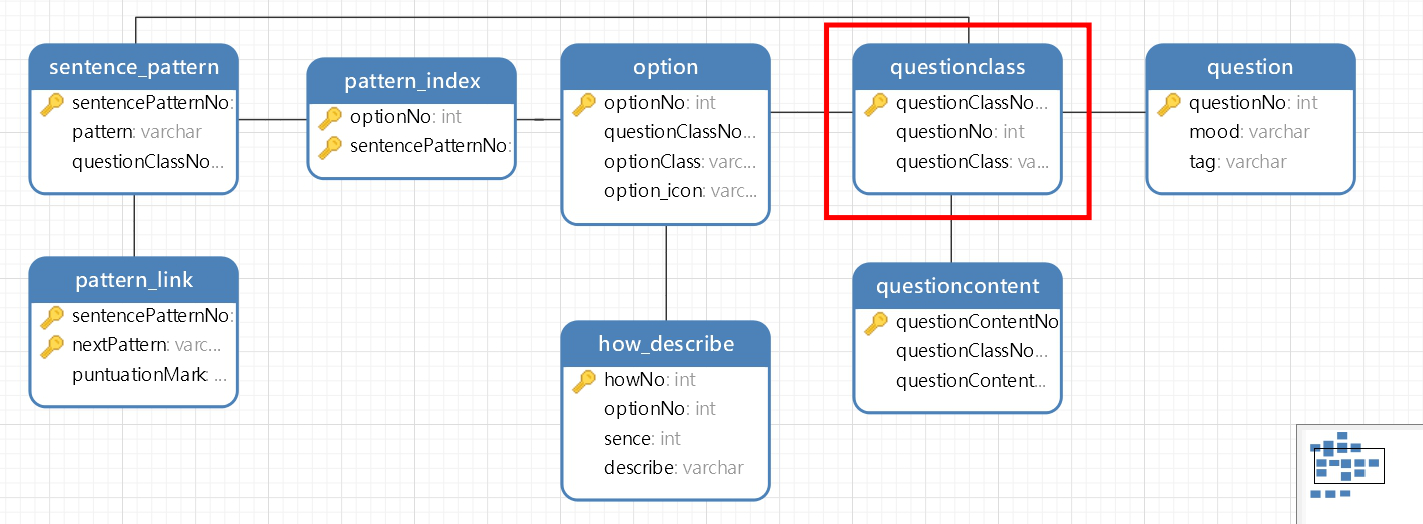 sentence_pattern
sentencePatternNo:
pattern: varchar
questionClassNo...
pattern_index
optionNo: int
sentencePatternNo:
option
optionNo: int
questionClassNo...
optionClass: varc...
option_icon: varc...
questionclass
questionClassNo...
questionNo: int
questionClass: va...
question
questionNo: int
mood: varchar
tag: varchar
pattern_link
sentencePatternNo:
nextPattern: varc...
puntuationMark: ...
how_describe
howNo: int
optionNo: int
sence: int
describe: varchar
questioncontent
questionContentNo
questionClassNo...
questionContent...